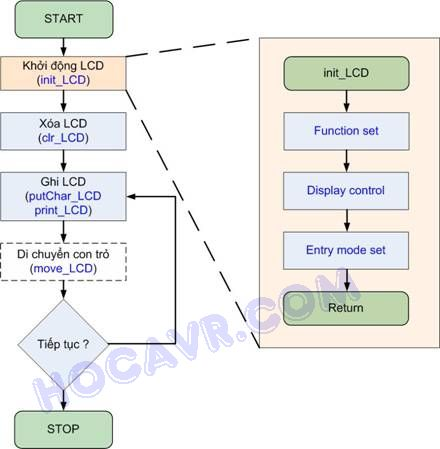 START
Khởi động LCD
(init_LCD)
Xóa LCD
(clr_LCD)
Ghi LCD
(putChar_LCD
print_LCD)
Di chuyển con trỏ
(move_LCD)
Tiếp tục ?
STOP
init_LCD
Function set
Display control
Entry mode set
Return
HOCAVR.COM